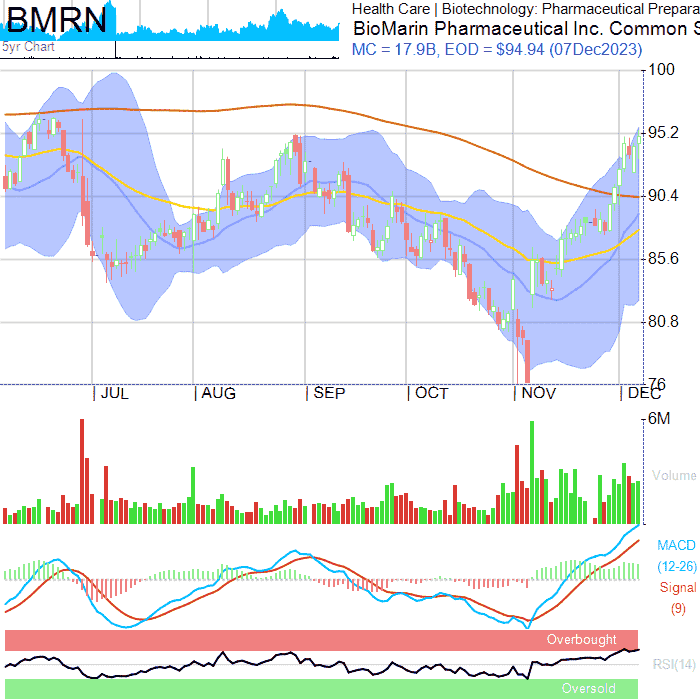 BMRN
5yr Chart
Health Care | Biotechnology: Pharmaceutical Prepara
BioMarin Pharmaceutical Inc. Common S
MC = 17.9B, EOD = $94.94 (07Dec2023)
100
95.2
90.4
85.6
80.8
76
JUL
AUG
SEP
OCT
NOV
DEC
6M
Volume
MACD
(12-26)
Signal
(9)
Overbought
RSI(14)
Oversold